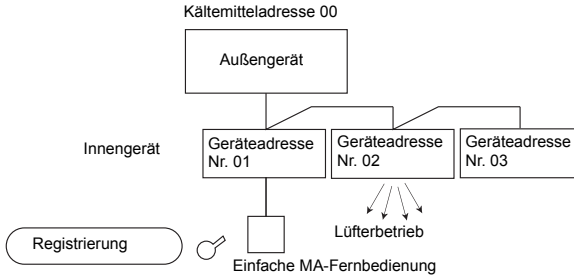 Kältemitteladresse 00
Außengerät
Innengerät
Geräteadresse
Nr. 01
Geräteadresse
Nr. 02
Geräteadresse
Nr. 03
Lüfterbetrieb
Registrierung
Einfache MA-Fernbedienung